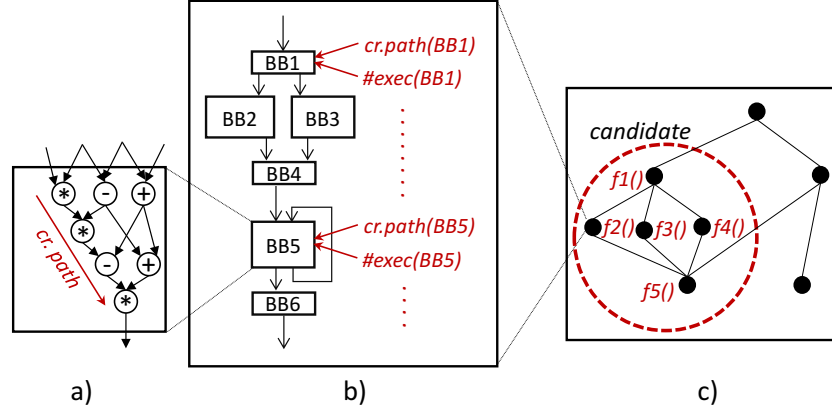 * - +
*
- +
*
cr. path
a)
BB1
cr.path(BB1)
#exec(BB1)
BB2
BB3
BB4
BB5
cr.path(BB5)
#exec(BB5)
BB6
b)
candidate
f1()
f2()
f3()
f4()
f5()
c)